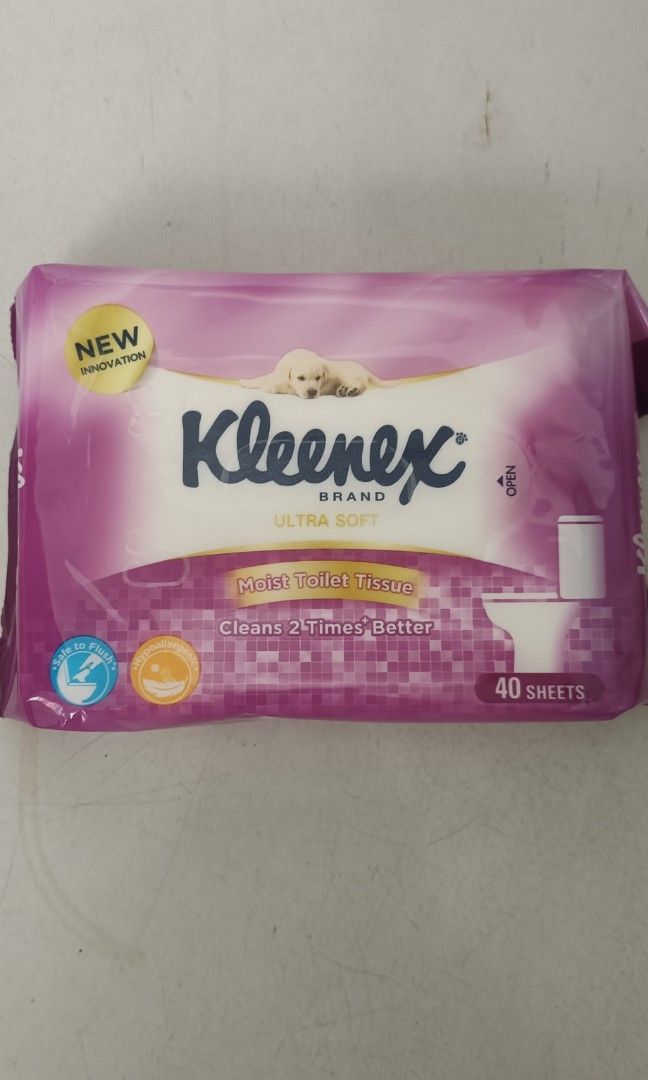 NEW
INNOVATION
Kleenex
BRAND
ULTRA SOFT
OPEN
Moist Toilet Tissue
Cleans 2 Times+ Better
Safe to Flush
Hypoallergenic
40 SHEETS